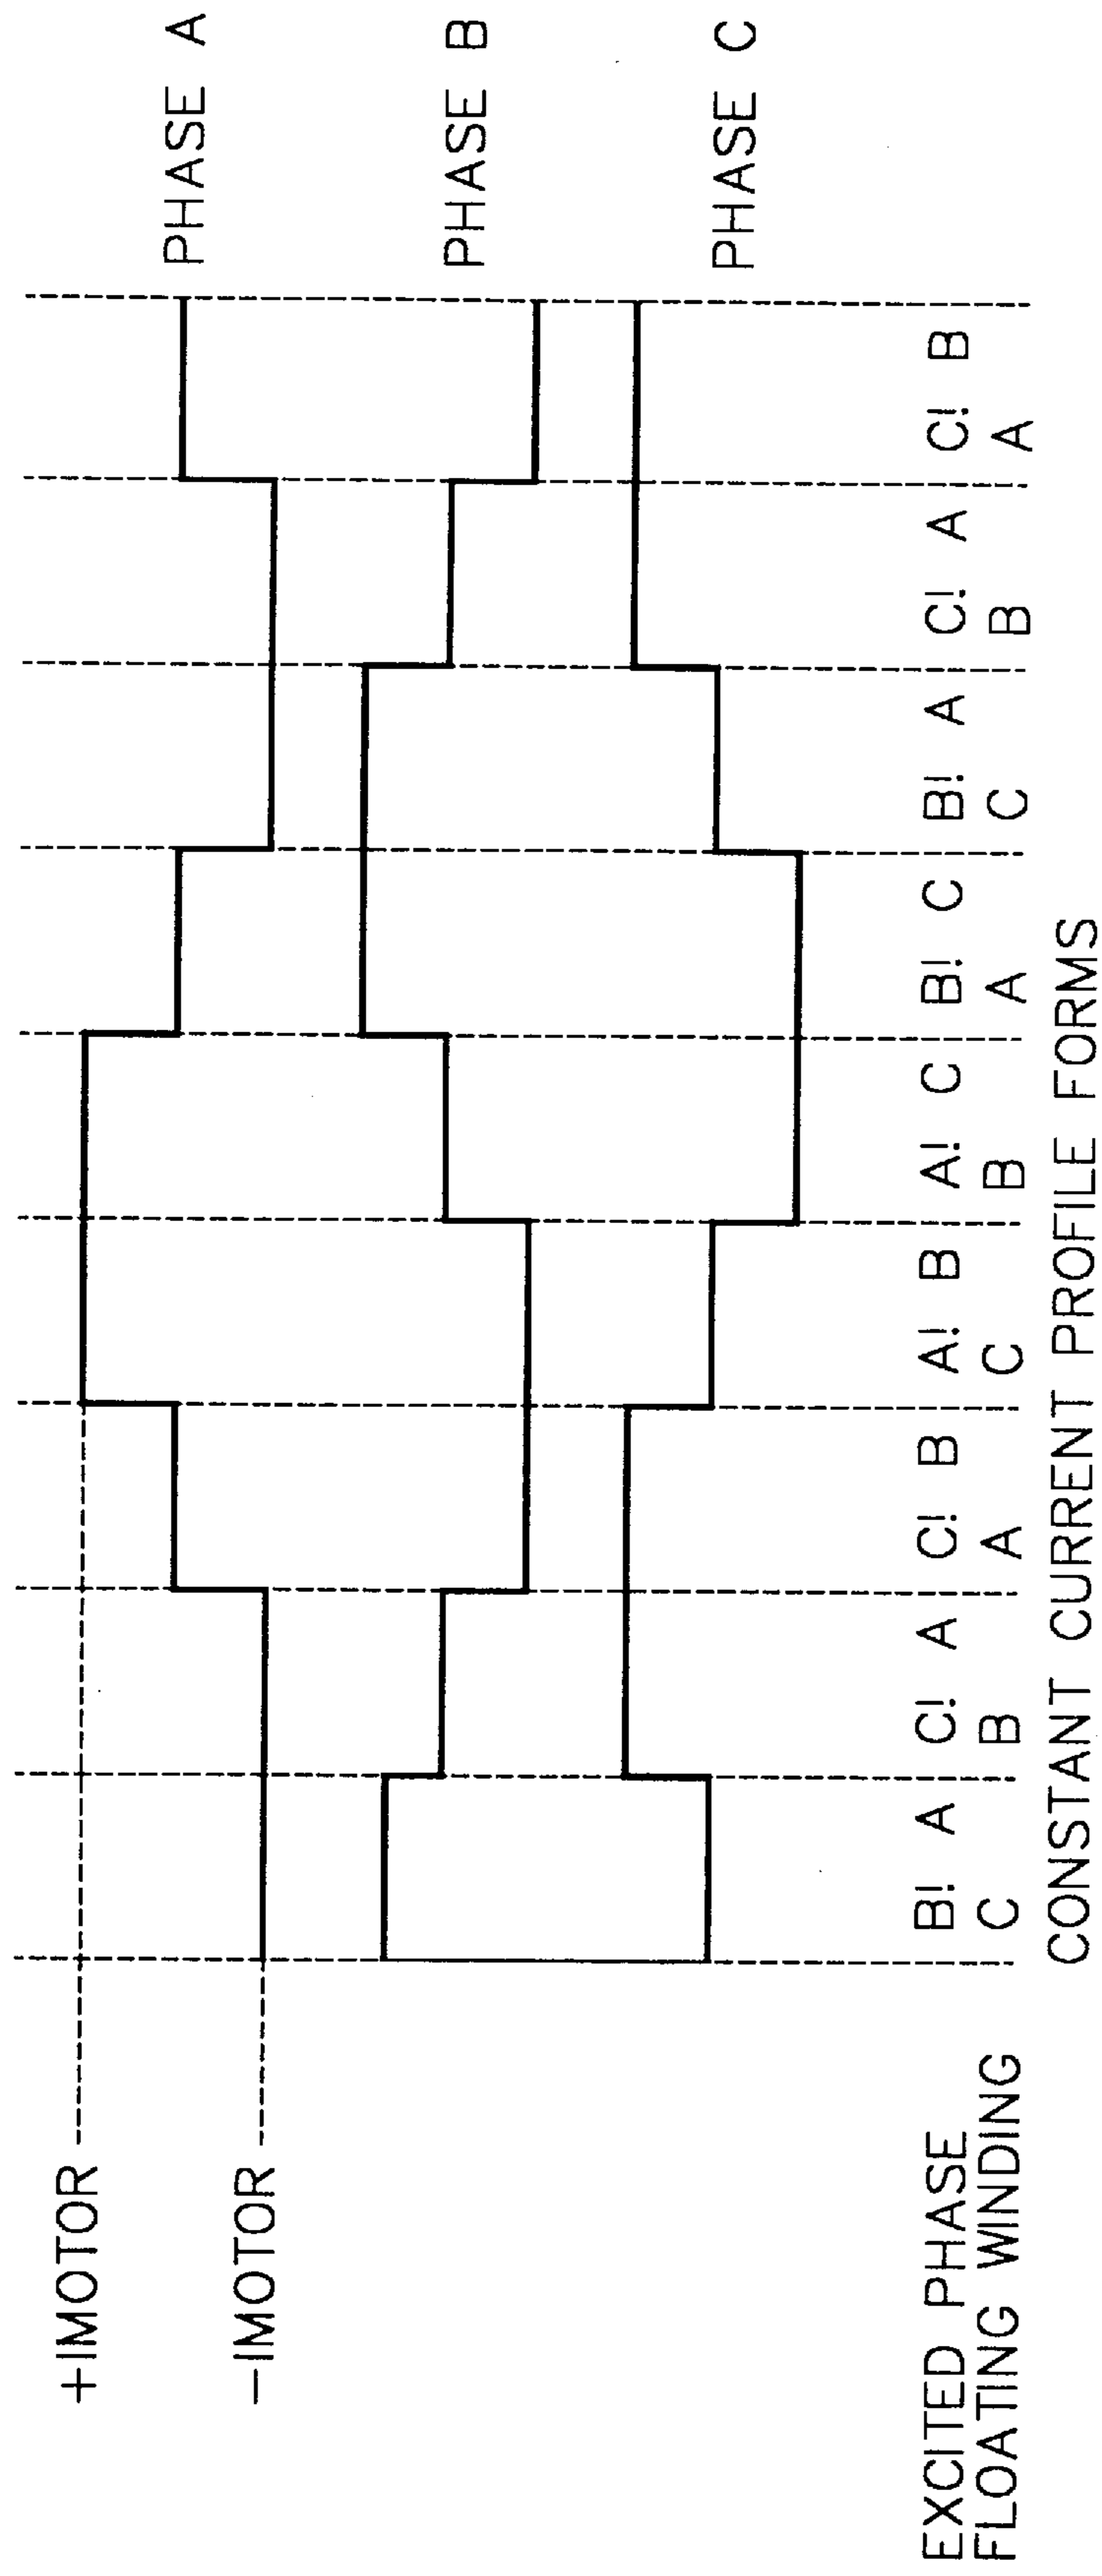 +IMOTOR
-IMOTOR
PHASE A
PHASE B
PHASE C
EXCITED PHASE B! A C! A C! B A! B A! C B! C B! A C! A C! B
FLOATING WINDING C B A C B A C B A
CONSTANT CURRENT PROFILE FORMS